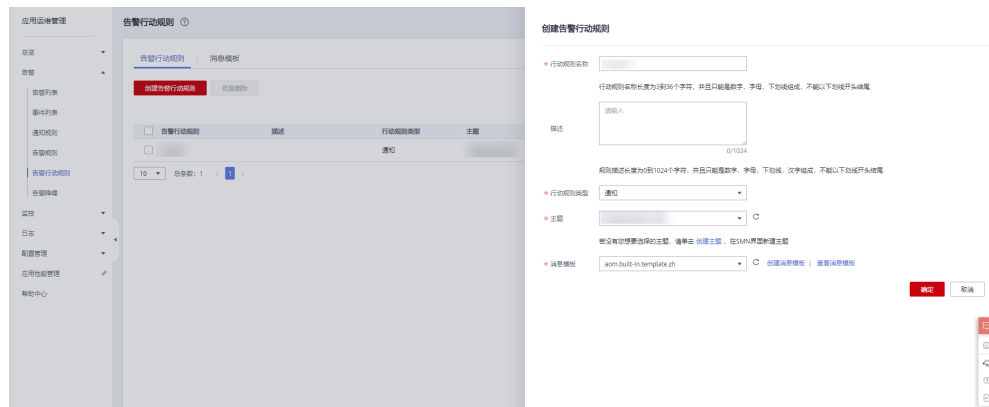 应用运维管理
总览
告警
告警列表
事件列表
通知规则
告警规则
告警行动规则
告警降噪
监控
日志
配置管理
应用性能管理
帮助中心
告警行动规则
告警行动规则 | 消息模板
创建告警行动规则 批量删除
告警行动规则 描述 行动规则类型 主题
通知
10 总条数: 1 < 1 >
创建告警行动规则
* 行动规则名称
行动规则名称长度为3到36个字符，并且只能是数字、字母、下划线组成，不能以下划线开头结尾
描述 请输入
0/1024
规则描述长度为0到1024个字符，并且只能是数字、字母、下划线、汉字组成，不能以下划线开头结尾
* 行动规则类型 通知
* 主题
若没有您想要选择的主题，请单击 创建主题 ，在SMN界面新建主题
* 消息模板 aom.built-in.template.zh 创建消息模板 | 查看消息模板
确定 取消